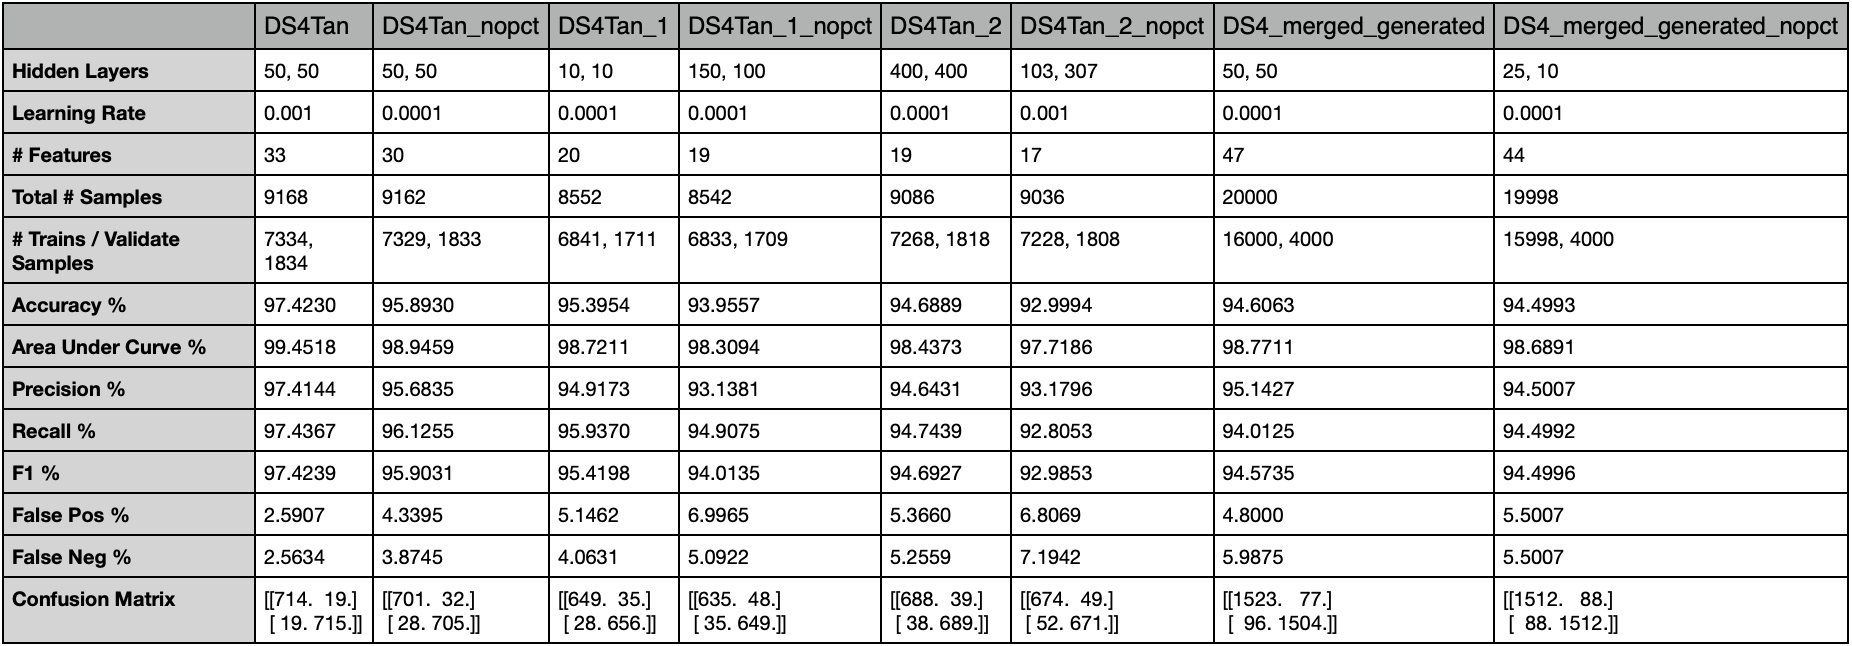 DS4Tan DS4Tan_nopct DS4Tan_1 DS4Tan_1_nopct DS4Tan_2 DS4Tan_2_nopct DS4_merged_generated DS4_merged_generated_nopct
Hidden Layers 50, 50 50, 50 10, 10 150, 100 400, 400 103, 307 50, 50 25, 10
Learning Rate 0.001 0.0001 0.0001 0.0001 0.0001 0.001 0.0001 0.0001
# Features 33 30 20 19 19 17 47 44
Total # Samples 9168 9162 8552 8542 9086 9036 20000 19998
# Trains / Validate 7334, 7329, 1833 6841, 1711 6833, 1709 7268, 1818 7228, 1808 16000, 4000 15998, 4000
Samples 1834
Accuracy % 97.4230 95.8930 95.3954 93.9557 94.6889 92.9994 94.6063 94.4993
Area Under Curve % 99.4518 98.9459 98.7211 98.3094 98.4373 97.7186 98.7711 98.6891
Precision % 97.4144 95.6835 94.9173 93.1381 94.6431 93.1796 95.1427 94.5007
Recall % 97.4367 96.1255 95.9370 94.9075 94.7439 92.8053 94.0125 94.4992
F1 % 97.4239 95.9031 95.4198 94.0135 94.6927 92.9853 94.5735 94.4996
False Pos % 2.5907 4.3395 5.1462 6.9965 5.3660 6.8069 4.8000 5.5007
False Neg % 2.5634 3.8745 4.0631 5.0922 5.2559 7.1942 5.9875 5.5007
Confusion Matrix [[714. 19.] [[701. 32.] [[649. 35.] [[635. 48.] [[688. 39.] [[674. 49.] [[1523. 77.] [[1512. 88.]
[ 19. 715.]] [ 28. 705.]] [ 28. 656.]] [ 35. 649.]] [ 38. 689.]] [ 52. 671.]] [ 96. 1504.]] [ 88. 1512.]]